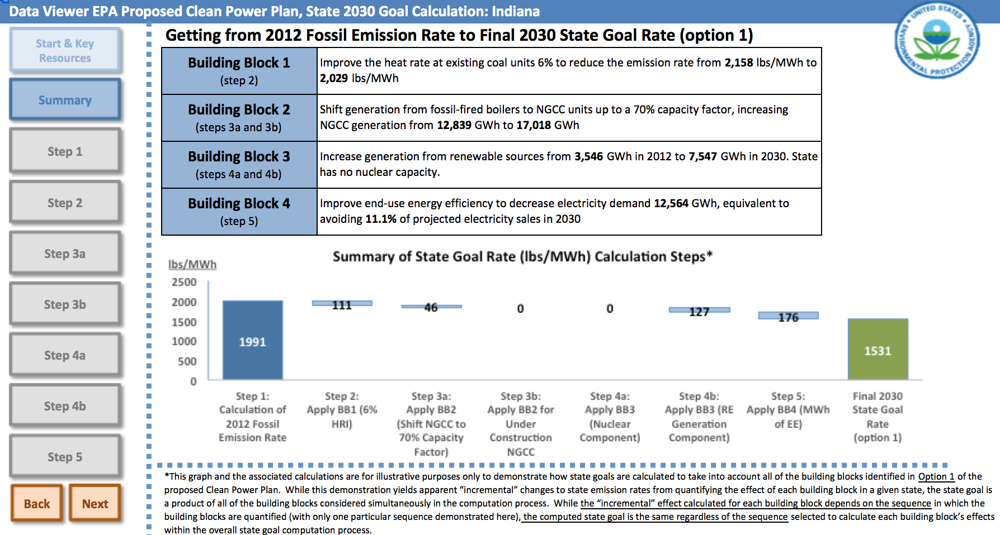 Data Viewer EPA Proposed Clean Power Plan, State 2030 Goal Calculation: Indiana
UNITED STATES
ENVIRONMENTAL PROTECTION AGENCY
Start & Key
Resources
Summary
Step 1
Step 2
Step 3a
Step 3b
Step 4a
Step 4b
Step 5
Back
Next
Getting from 2012 Fossil Emission Rate to Final 2030 State Goal Rate (option 1)
Building Block 1
(step 2)
Improve the heat rate at existing coal units 6% to reduce the emission rate from 2,158 lbs/MWh to
2,029 lbs/MWh
Building Block 2
(steps 3a and 3b)
Shift generation from fossil-fired boilers to NGCC units up to a 70% capacity factor, increasing
NGCC generation from 12,839 GWh to 17,018 GWh
Building Block 3
(steps 4a and 4b)
Increase generation from renewable sources from 3,546 GWh in 2012 to 7,547 GWh in 2030. State
has no nuclear capacity.
Building Block 4
(step 5)
Improve end-use energy efficiency to decrease electricity demand 12,564 GWh, equivalent to
avoiding 11.1% of projected electricity sales in 2030
Summary of State Goal Rate (lbs/MWh) Calculation Steps*
lbs/MWh
2500
2000
1500
1000
500
0
1991
111
46
0
0
127
176
1531
Step 1:
Calculation of
2012 Fossil
Emission Rate
Step 2:
Apply BB1 (6%
HRI)
Step 3a:
Apply BB2
(Shift NGCC to
70% Capacity
Factor)
Step 3b:
Apply BB2 for
Under
Construction
NGCC
Step 4a:
Apply BB3
(Nuclear
Component)
Step 4b:
Apply BB3 (RE
Generation
Component)
Step 5:
Apply BB4 (MWh
of EE)
Final 2030
State Goal
Rate
(option 1)
*This graph and the associated calculations are for illustrative purposes only to demonstrate how state goals are calculated to take into account all of the building blocks identified in Option 1 of the
proposed Clean Power Plan. While this demonstration yields apparent “incremental” changes to state emission rates from quantifying the effect of each building block in a given state, the state goal is
a product of all of the building blocks considered simultaneously in the computation process. While the “incremental” effect calculated for each building block depends on the sequence in which the
building blocks are quantified (with only one particular sequence demonstrated here), the computed state goal is the same regardless of the sequence selected to calculate each building block’s effects
within the overall state goal computation process.